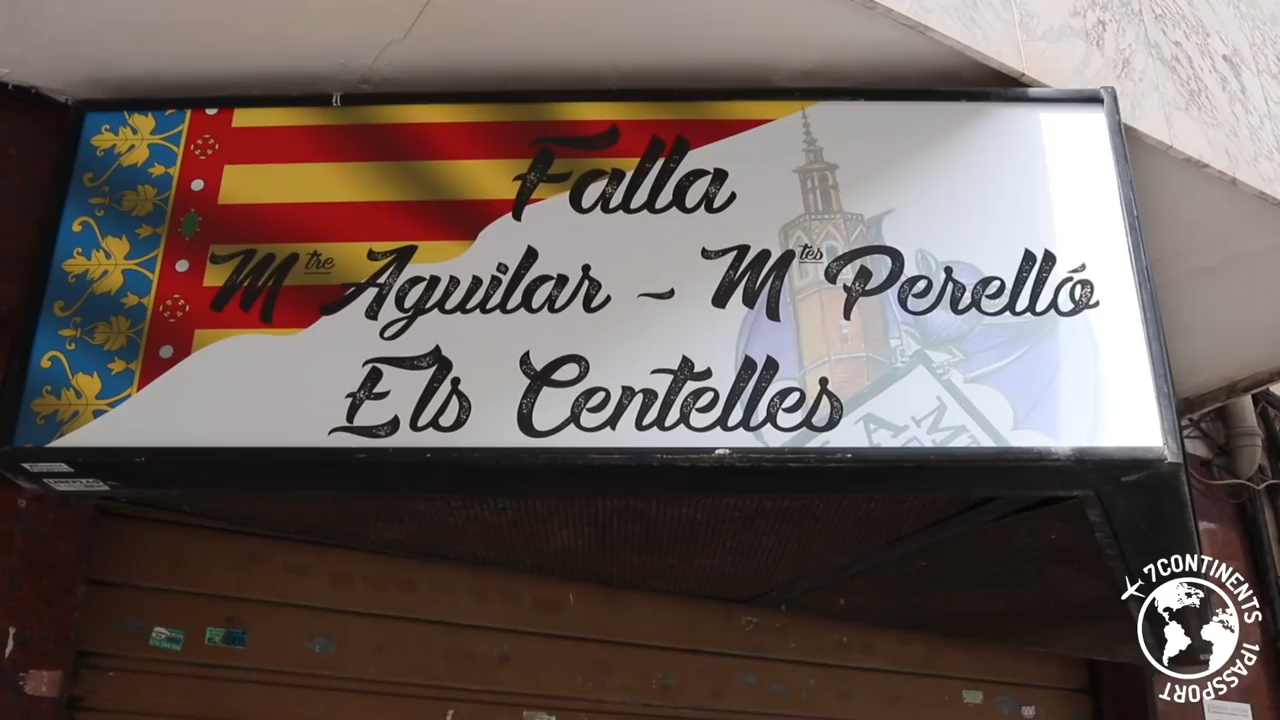 Falla
Mtre Aguilar - Mtes Perelló
Els Centelles
7CONTINENTS 1PASSPORT